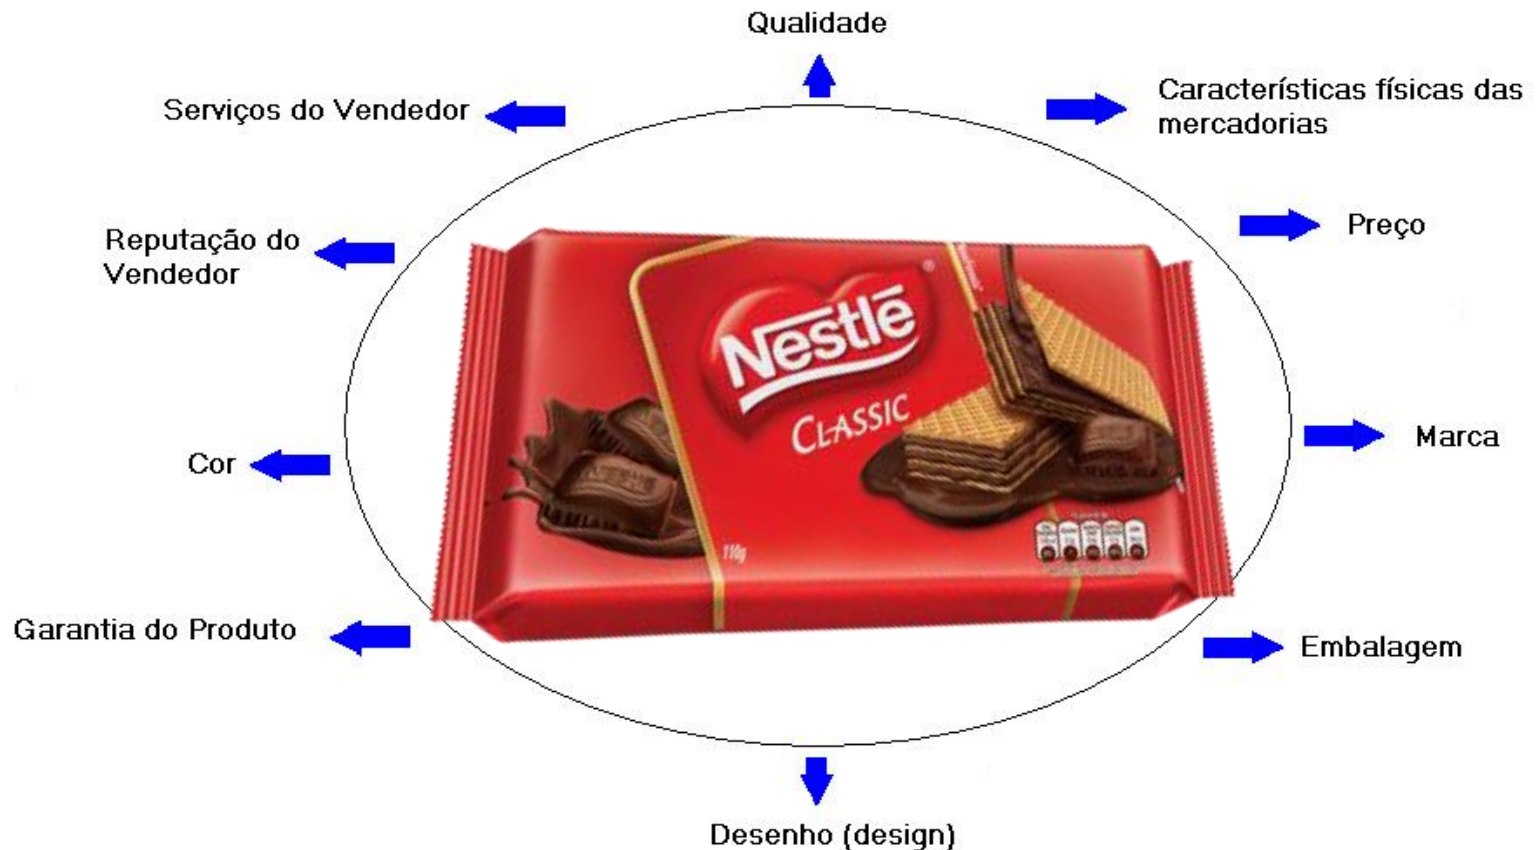 Qualidade
Serviços do Vendedor
Características físicas das
mercadorias
Reputação do
Vendedor
Preço
Nestlé
CLASSIC
Cor
Marca
110g
Garantia do Produto
Embalagem
Desenho (design)